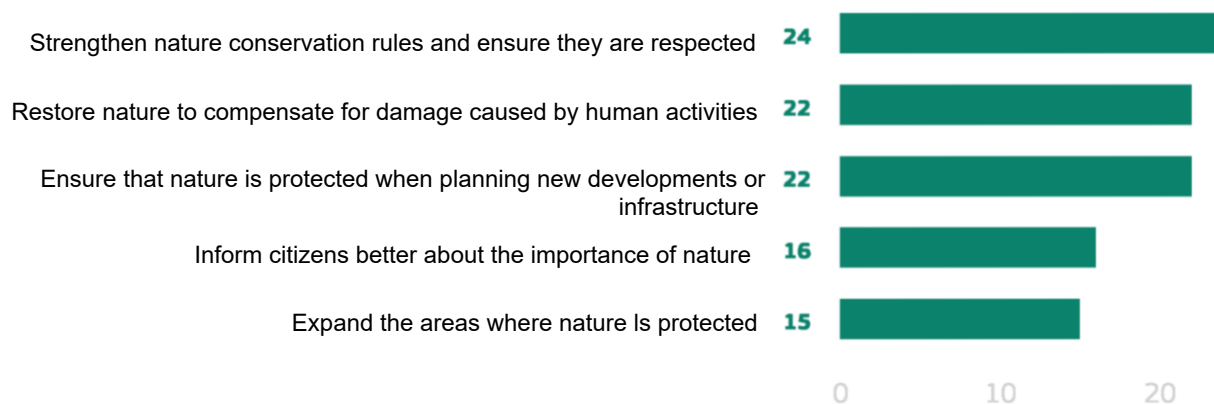 Strengthen nature conservation rules and ensure they are respected 24
Restore nature to compensate for damage caused by human activities 22
Ensure that nature is protected when planning new developments or 22
infrastructure
Inform citizens better about the importance of nature 16
Expand the areas where nature ls protected 15
0 10 20